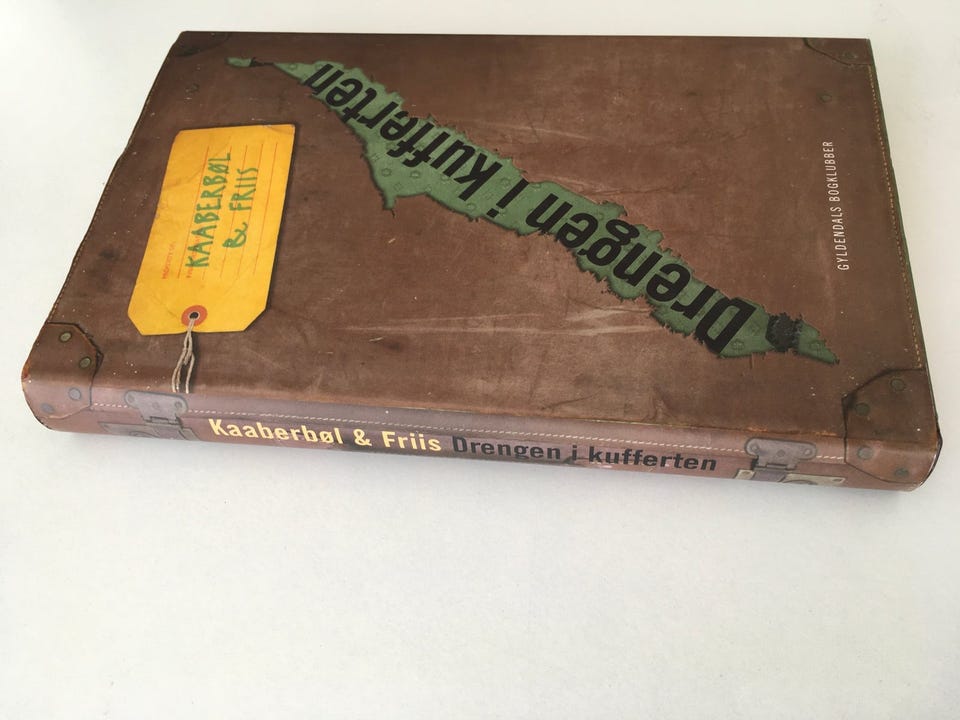 KAABERBØL
& FRIIS
Drengen i kufferten
GYLDENDALS BOGKLUBBER
Kaaberbøl & Friis Drengen i kufferten